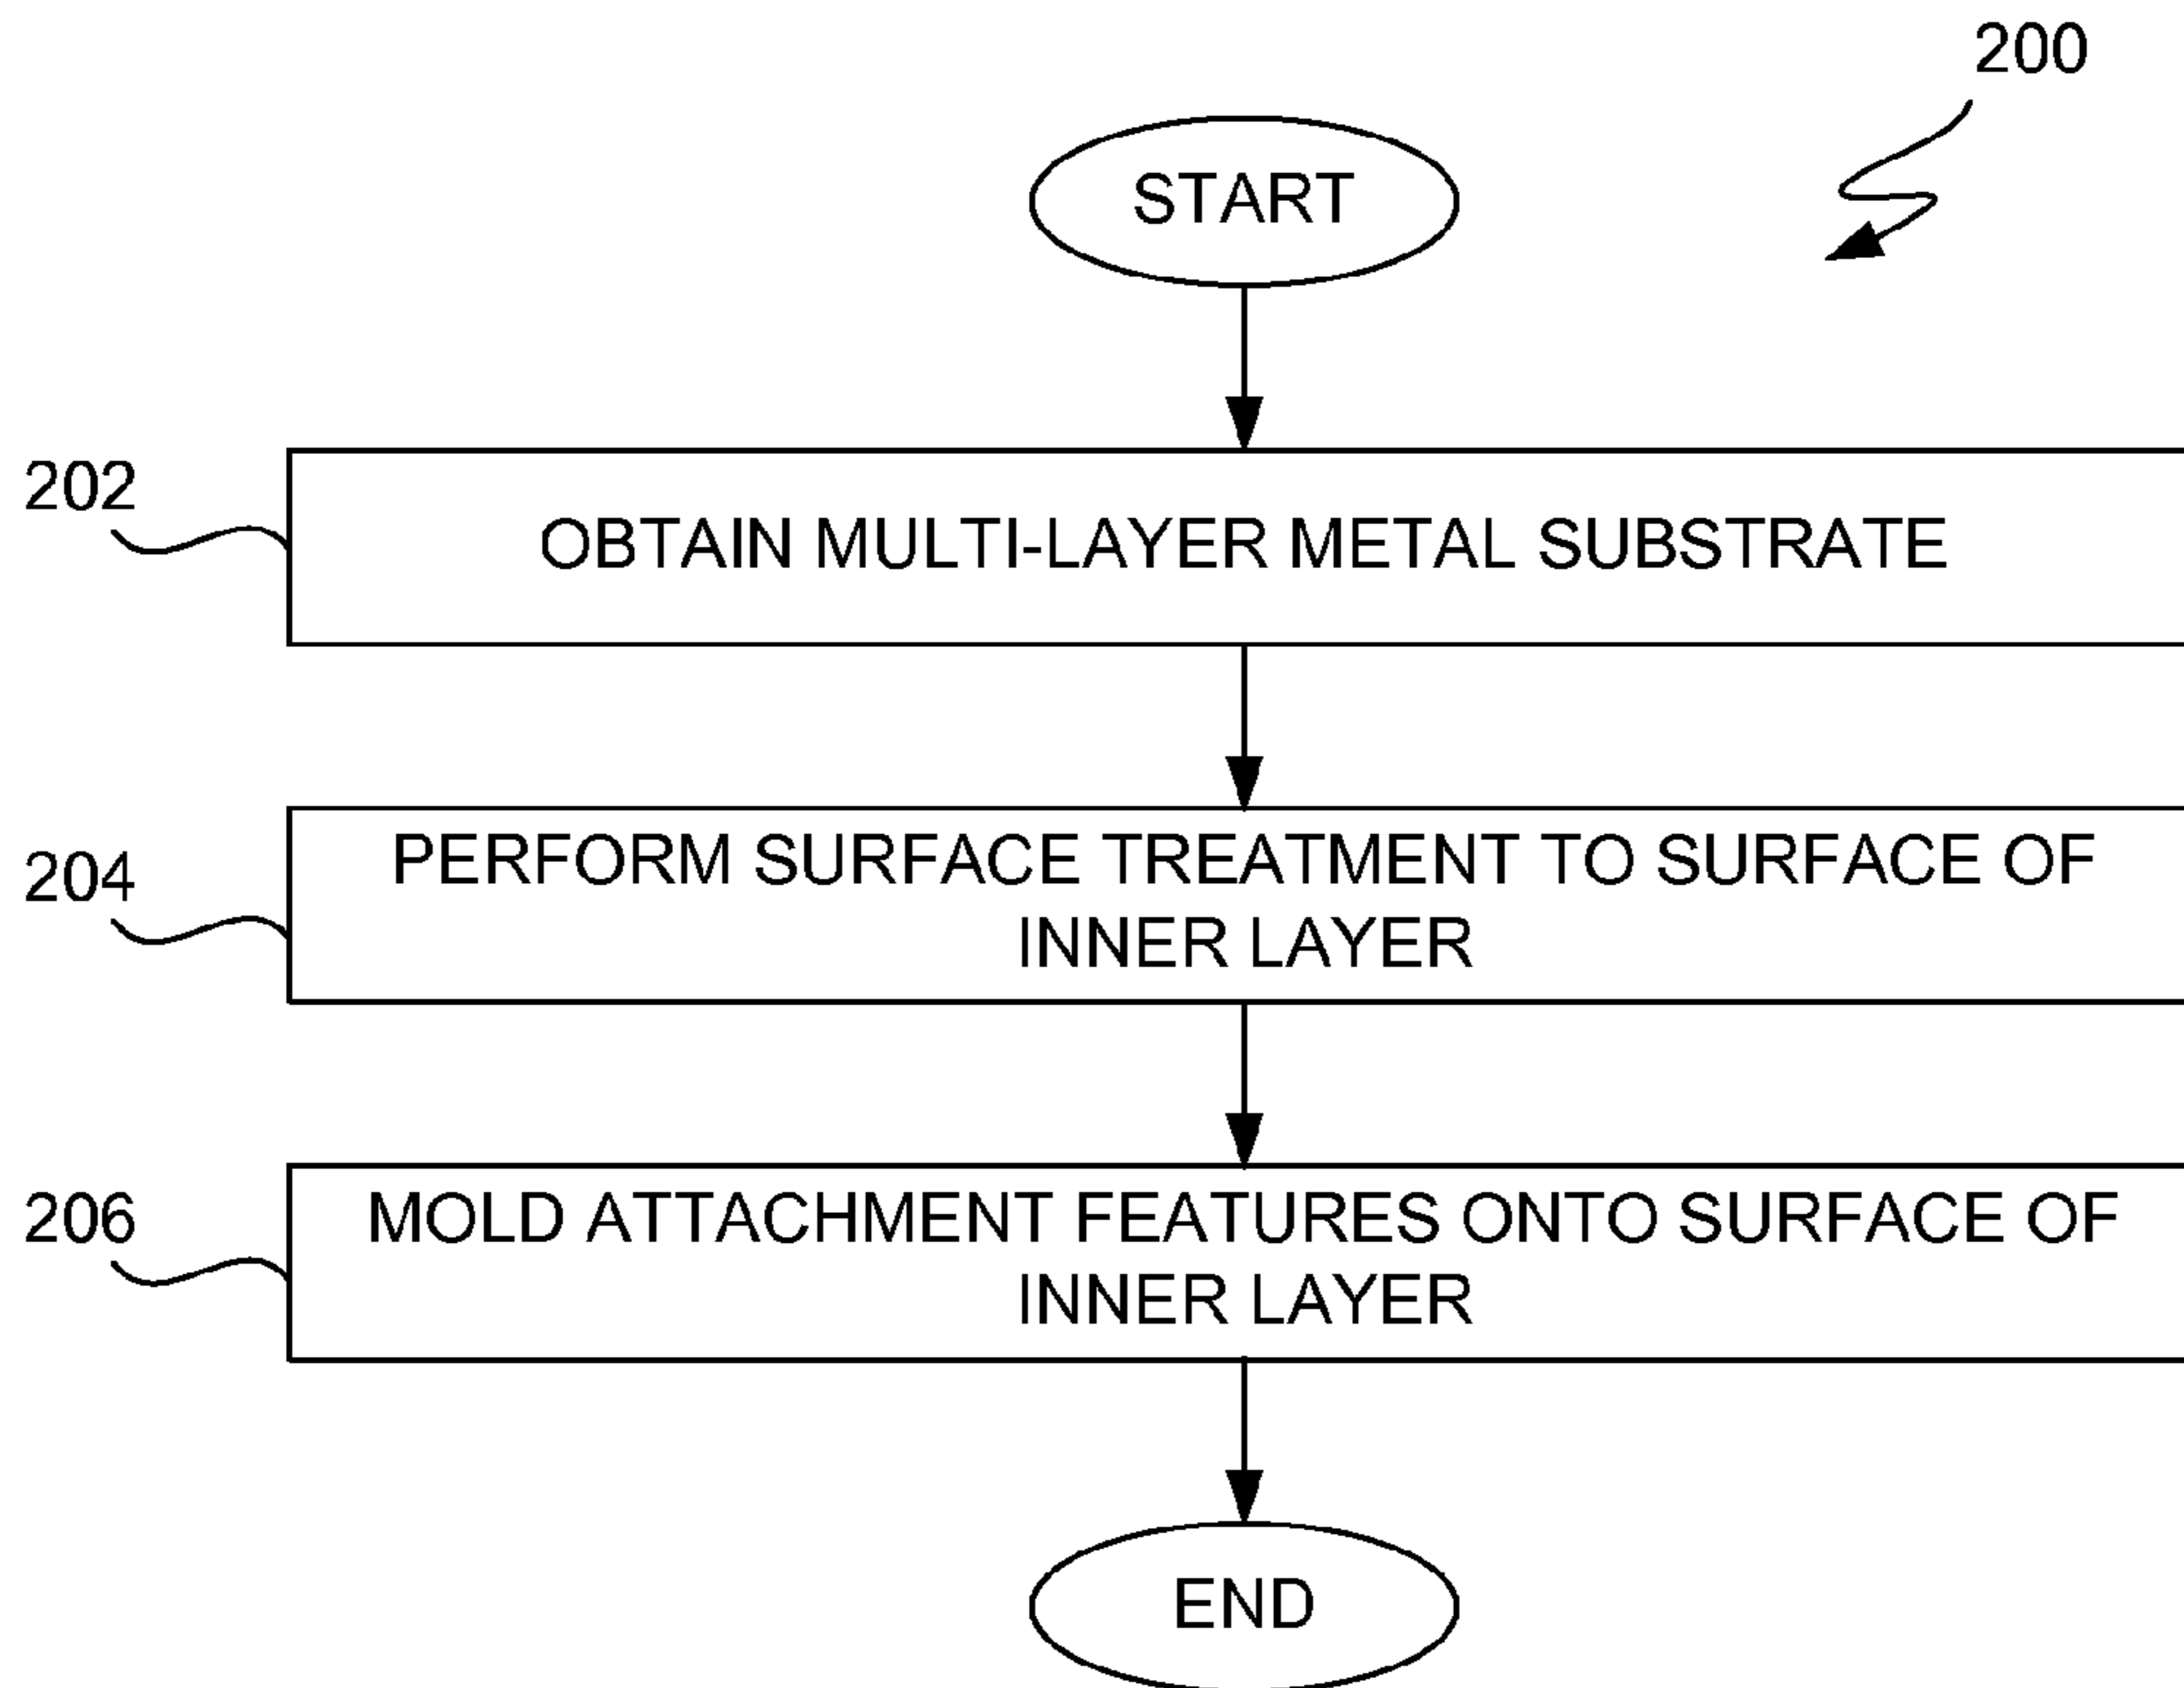 200
START
202
OBTAIN MULTI-LAYER METAL SUBSTRATE
204
PERFORM SURFACE TREATMENT TO SURFACE OF
INNER LAYER
206
MOLD ATTACHMENT FEATURES ONTO SURFACE OF
INNER LAYER
END